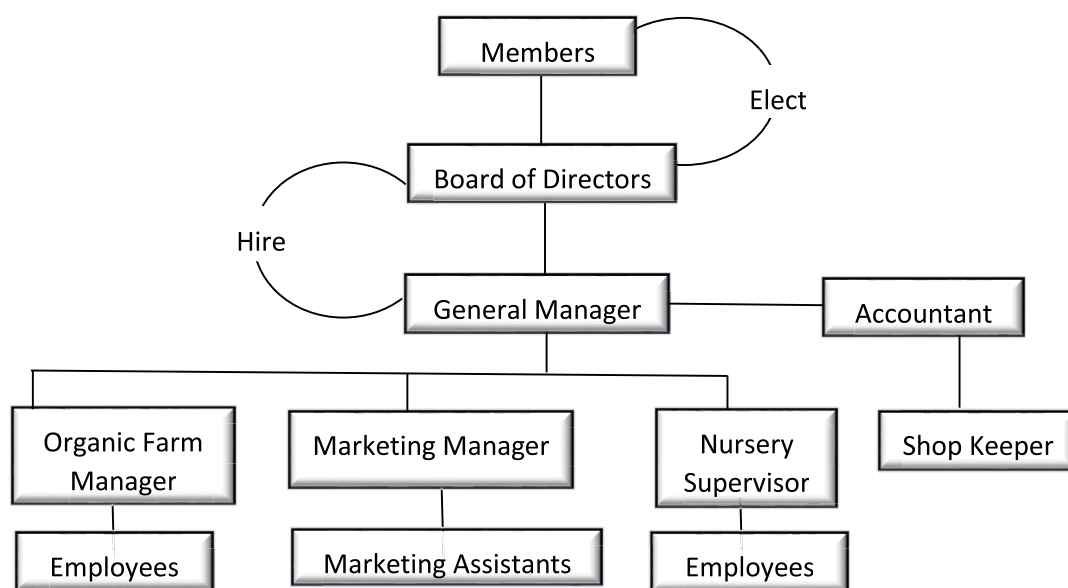 Members
Elect
Board of Directors
Hire
General Manager
Accountant
Organic Farm
Manager
Marketing Manager
Nursery
Supervisor
Shop Keeper
Employees
Marketing Assistants
Employees